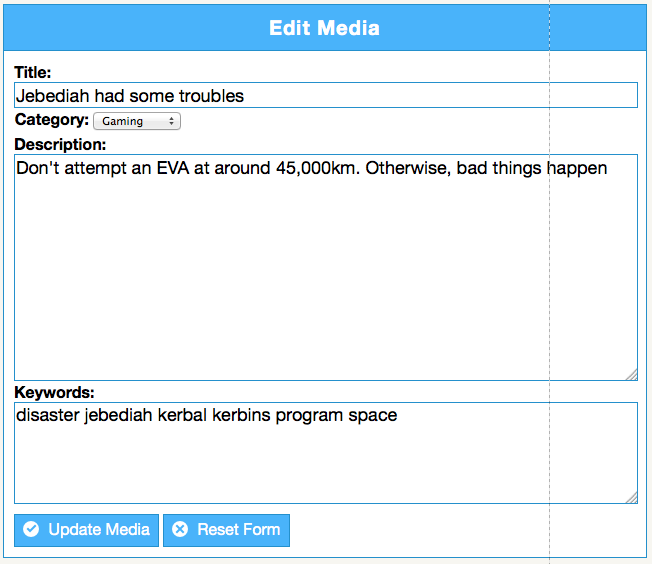 Edit Media
Title:
Jebediah had some troubles
Category: Gaming
Description:
Don't attempt an EVA at around 45,000km. Otherwise, bad things happen
Keywords:
disaster jebediah kerbal kerbins program space
Update Media Reset Form